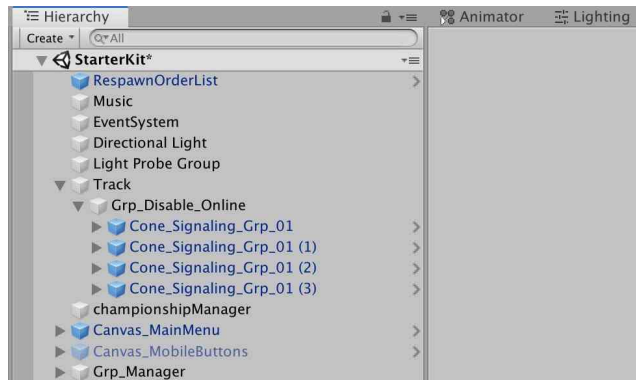 Hierarchy
Animator
Lighting
Create
All
StarterKit*
RespawnOrderList
Music
EventSystem
Directional Light
Light Probe Group
Track
Grp_Disable_Online
Cone_Signaling_Grp_01
Cone_Signaling_Grp_01 (1)
Cone_Signaling_Grp_01 (2)
Cone_Signaling_Grp_01 (3)
championshipManager
Canvas_MainMenu
Canvas_MobileButtons
Grp_Manager